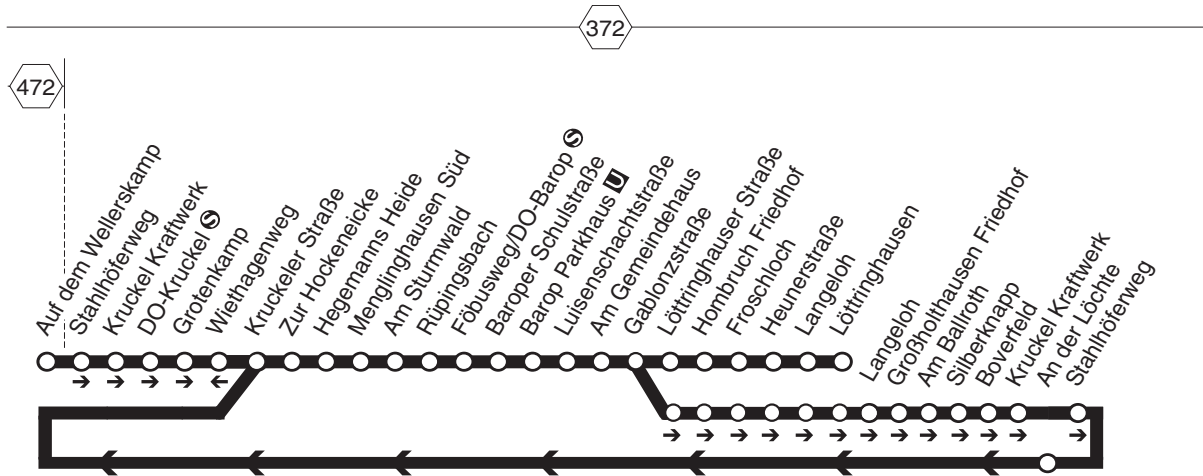 372
472
Auf dem Wellerskamp
Stahlhöferweg
Kruckel Kraftwerk
DO-Kruckel S
Grotenkamp
Wiethagenweg
Kruckeler Straße
Zur Hockeneicke
Hegemanns Heide
Menglinghausen Süd
Am Sturmwald
Rüpingsbach
Föbusweg/DO-Barop S
Baroper Schulstraße
Barop Parkhaus U
Luisenschachtstraße
Am Gemeindehaus
Gablonzstraße
Löttringhauser Straße
Hombruch Friedhof
Froschloch
Heunerstraße
Langeloh
Löttringhausen
Langeloh
Großholthausen Friedhof
Am Ballroth
Silberknapp
Boverfeld
Kruckel Kraftwerk
An der Löchte
Stahlhöferweg